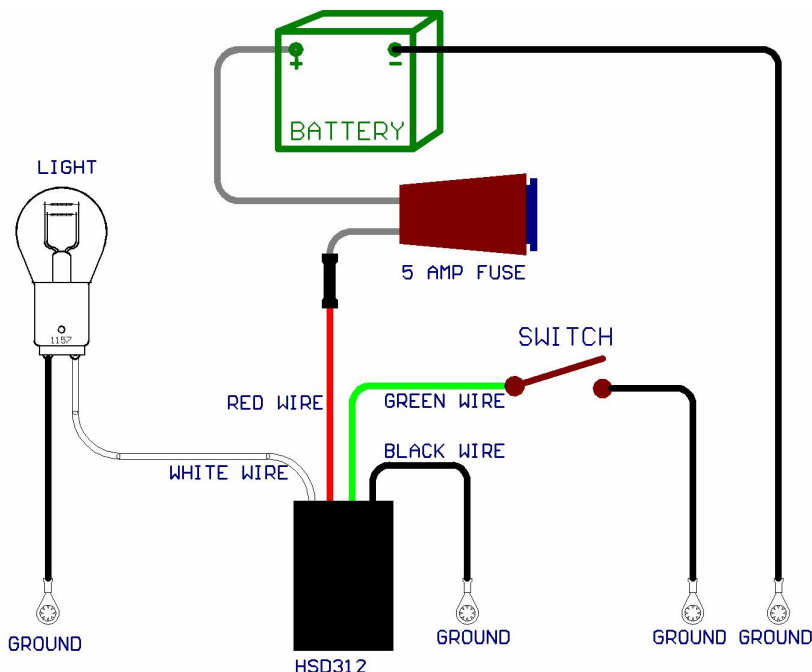 + -
BATTERY
LIGHT
5 AMP FUSE
1157
SWITCH
RED WIRE
GREEN WIRE
BLACK WIRE
WHITE WIRE
GROUND
GROUND
GROUND
GROUND
HSD312